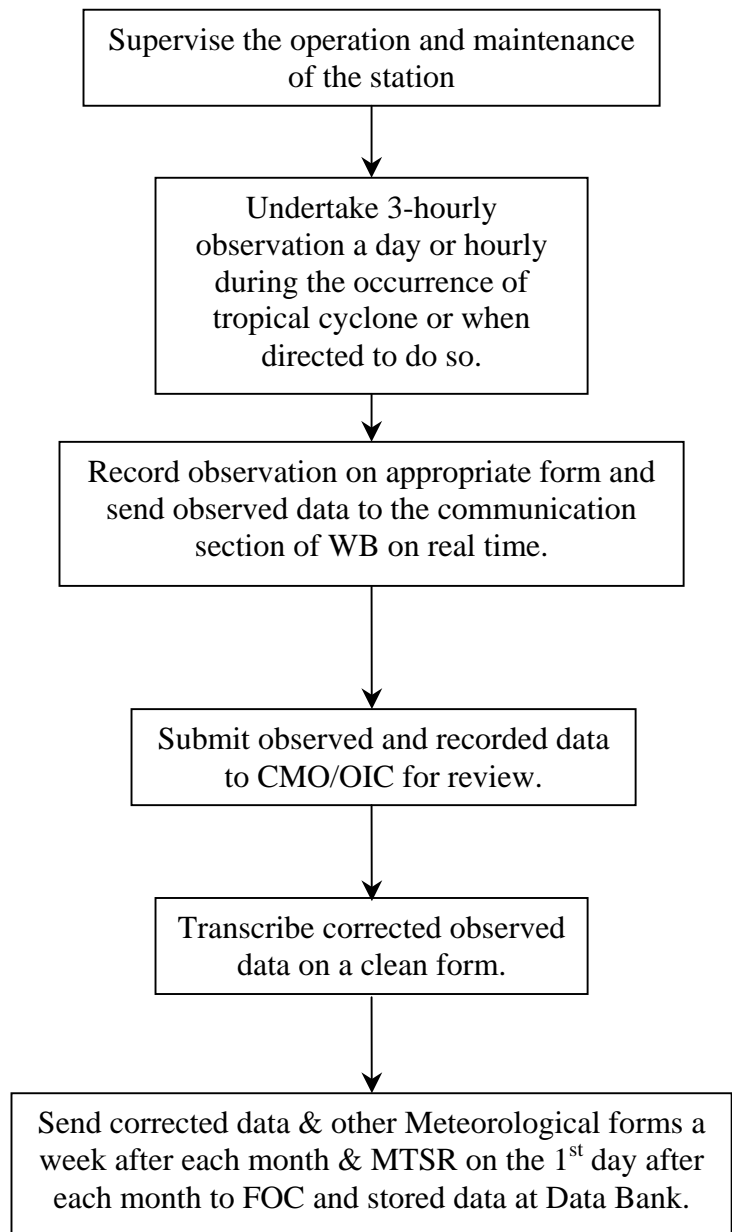 Supervise the operation and maintenance
of the station
Undertake 3-hourly
observation a day or hourly
during the occurrence of
tropical cyclone or when
directed to do so.
Record observation on appropriate form and
send observed data to the communication
section of WB on real time.
Submit observed and recorded data
to CMO/OIC for review.
Transcribe corrected observed
data on a clean form.
Send corrected data & other Meteorological forms a
week after each month & MTSR on the 1st day after
each month to FOC and stored data at Data Bank.